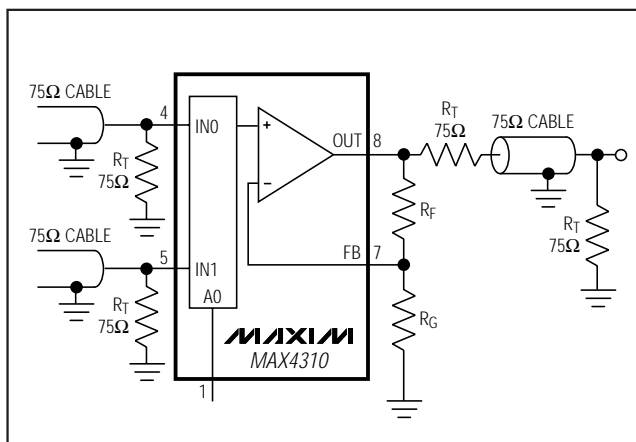 75Ω CABLE
4
IN0
RT
75Ω
75Ω CABLE
5
IN1
RT
75Ω
A0
1
+
−
OUT
8
FB
7
MAXIM
MAX4310
RT
75Ω
75Ω CABLE
RF
RG
RT
75Ω